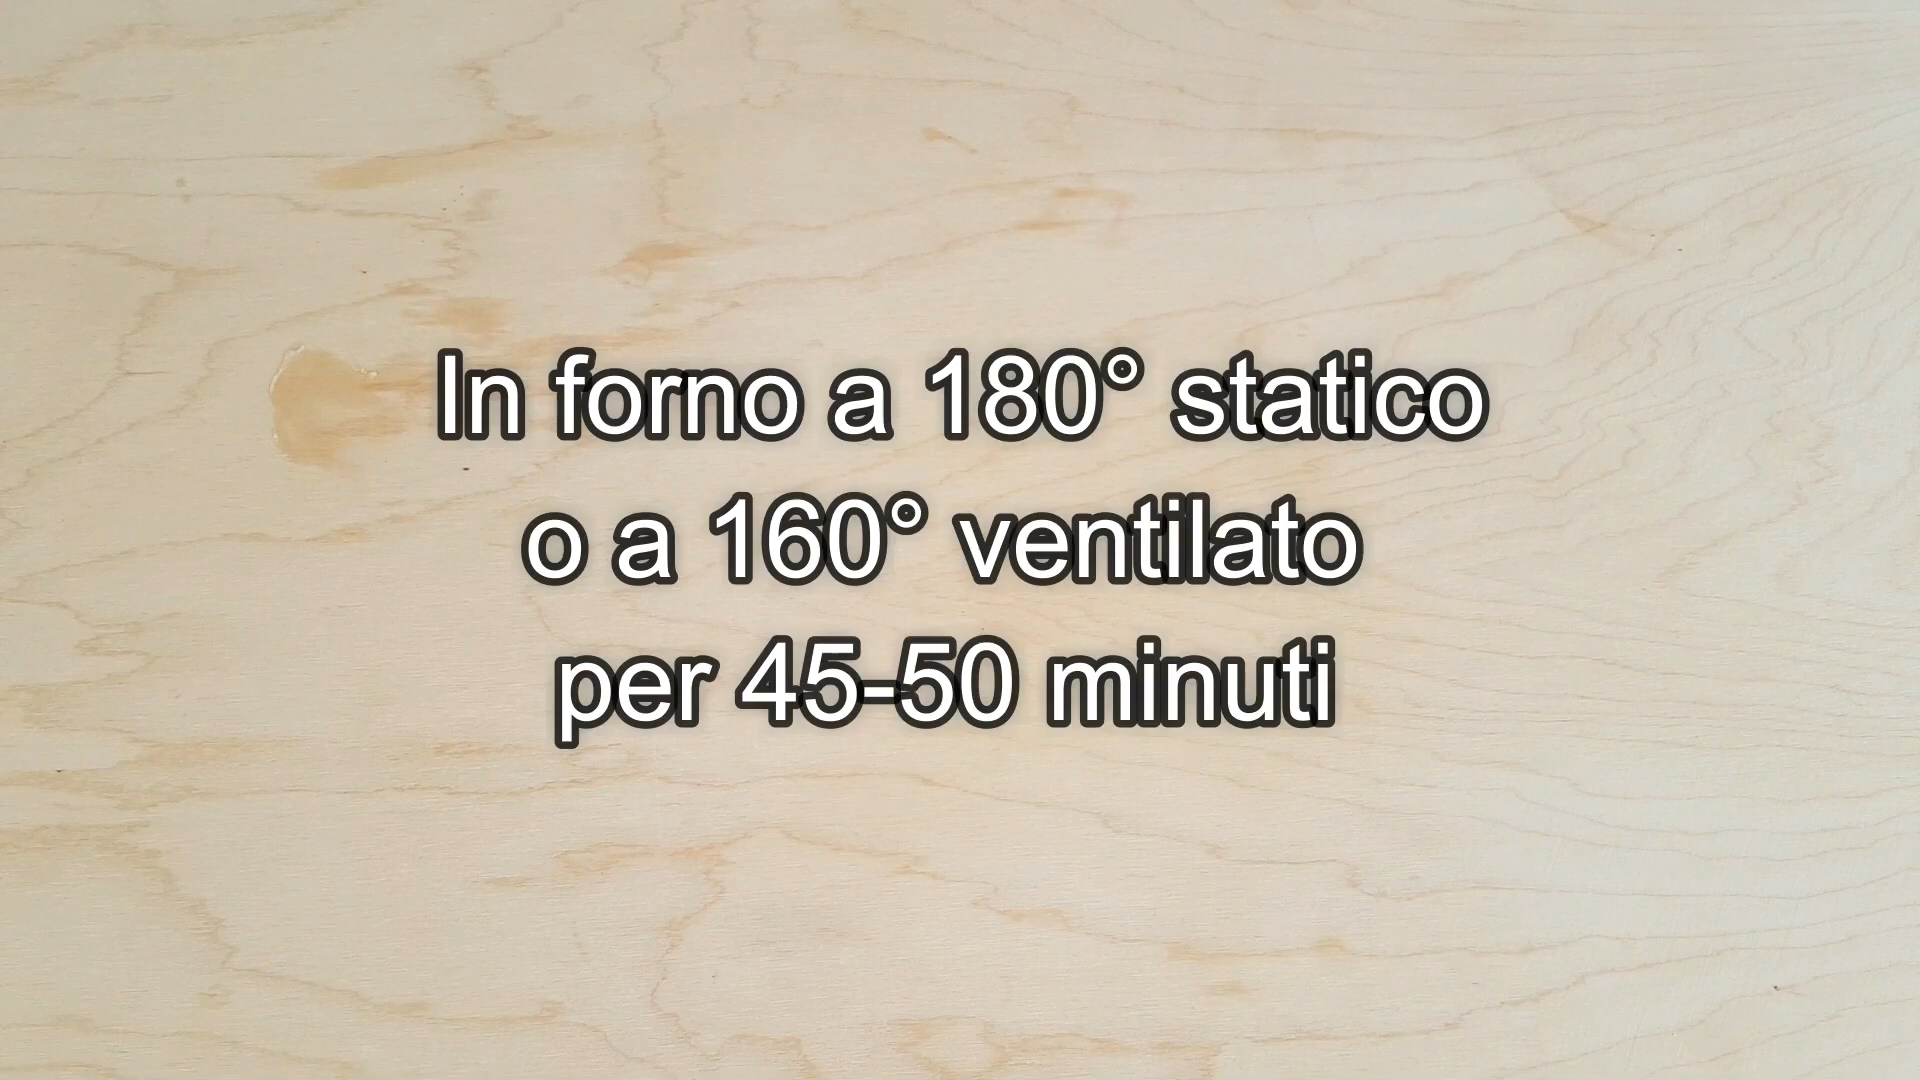 In forno a 180° statico
o a 160° ventilato
per 45-50 minuti